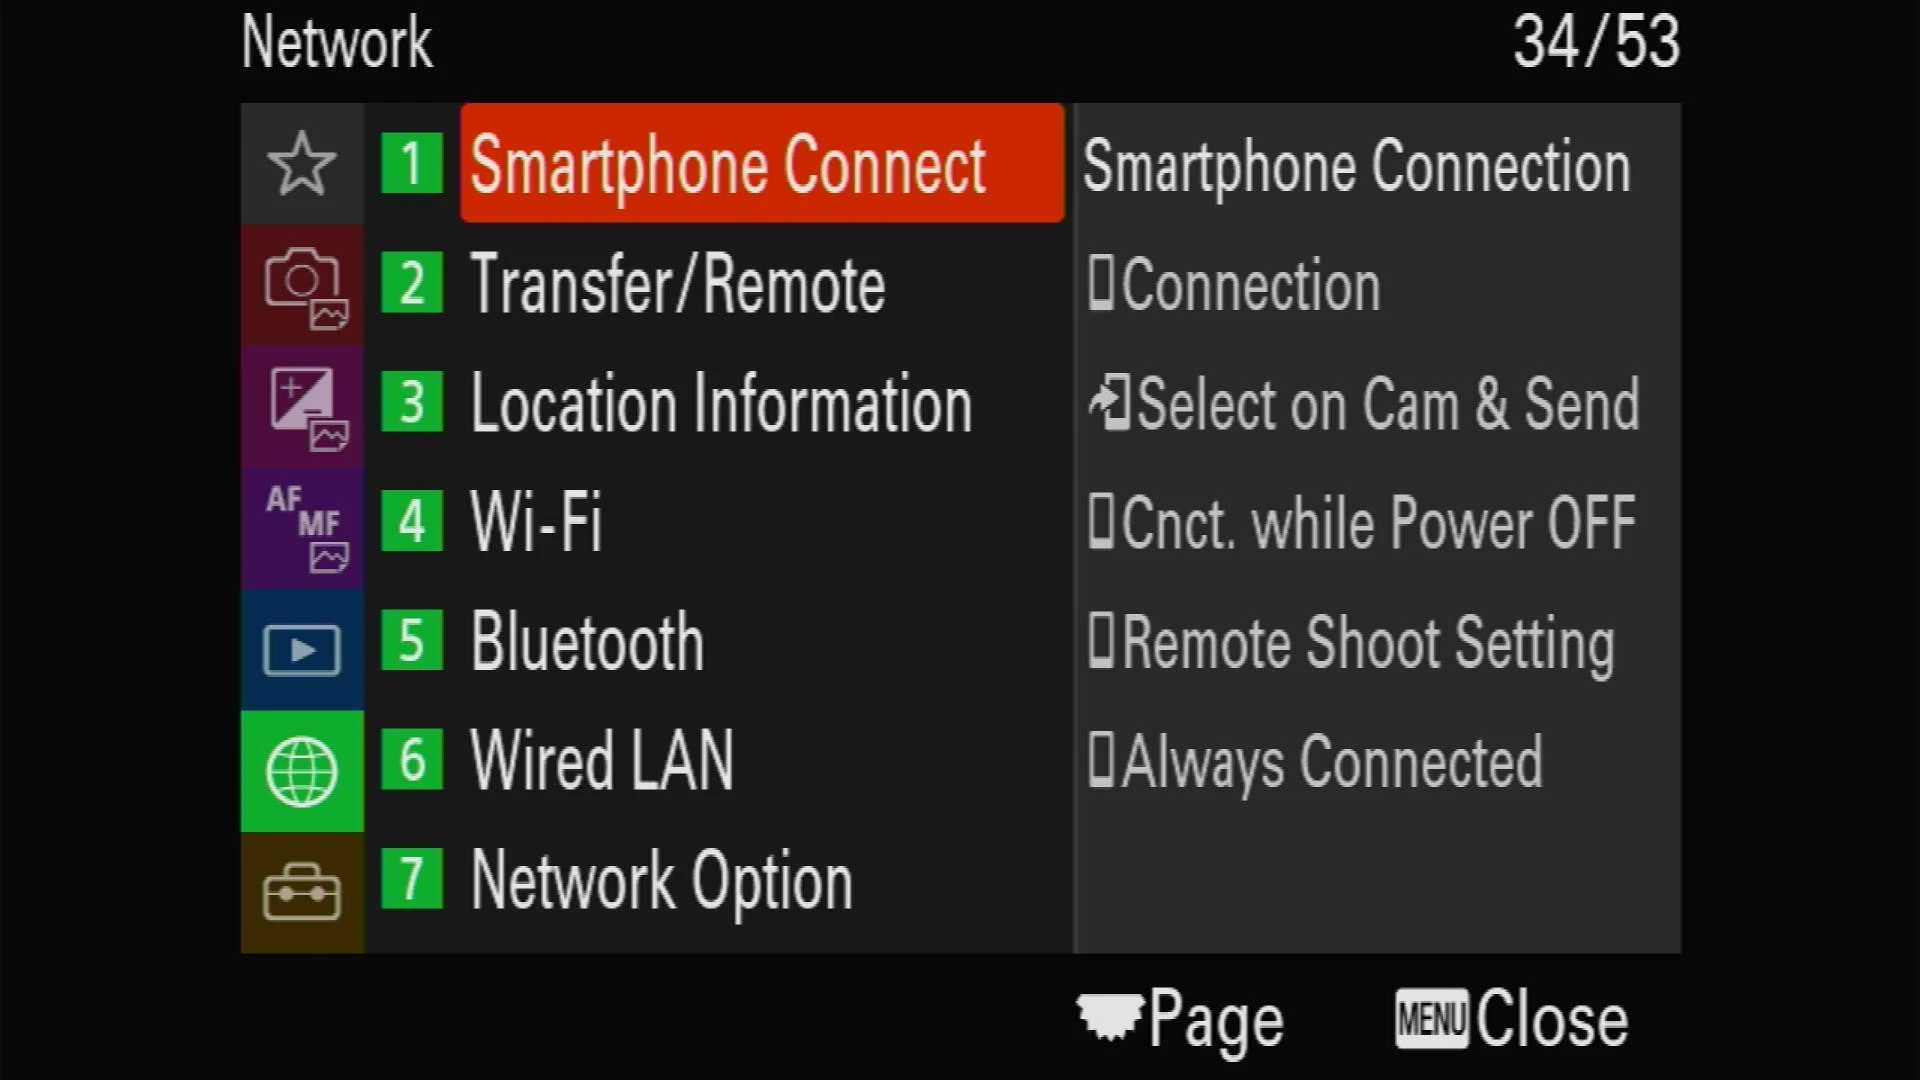 Network 34/53
1 Smartphone Connect
2 Transfer/Remote
3 Location Information
AF MF
4 Wi-Fi
5 Bluetooth
6 Wired LAN
7 Network Option
Smartphone Connection
Connection
Select on Cam & Send
Cnct. while Power OFF
Remote Shoot Setting
Always Connected
Page MENU Close